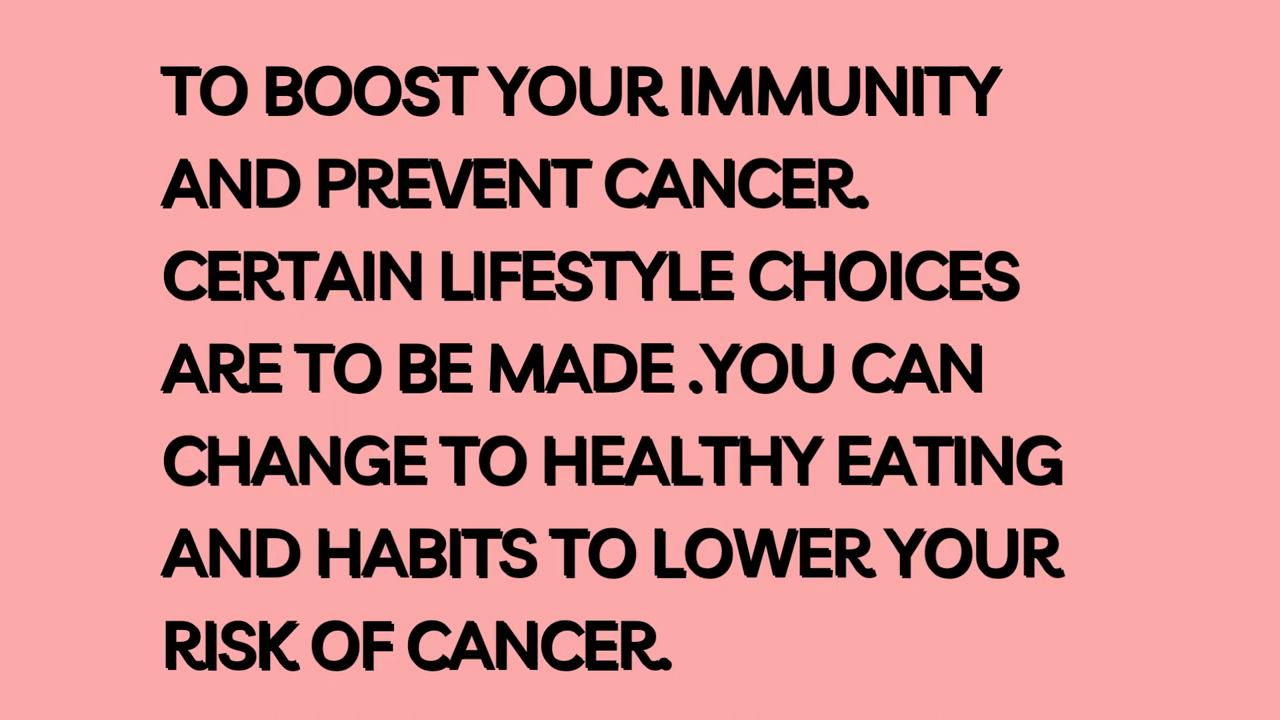 TO BOOST YOUR IMMUNITY
AND PREVENT CANCER.
CERTAIN LIFESTYLE CHOICES
ARE TO BE MADE .YOU CAN
CHANGE TO HEALTHY EATING
AND HABITS TO LOWER YOUR
RISK OF CANCER.